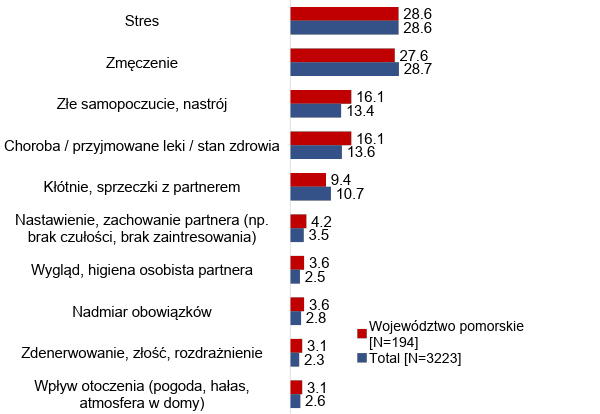 Stres
28.6
28.6
Zmęczenie
27.6
28.7
Złe samopoczucie, nastrój
16.1
13.4
Choroba / przyjmowane leki / stan zdrowia
16.1
13.6
Kłótnie, sprzeczki z partnerem
9.4
10.7
Nastawienie, zachowanie partnera (np.
brak czułości, brak zaintresowania)
4.2
3.5
Wygląd, higiena osobista partnera
3.6
2.5
Nadmiar obowiązków
3.6
2.8
Zdenerwowanie, złość, rozdrażnienie
3.1
2.3
Wpływ otoczenia (pogoda, hałas,
atmosfera w domy)
3.1
2.6
Województwo pomorskie
[N=194]
Total [N=3223]